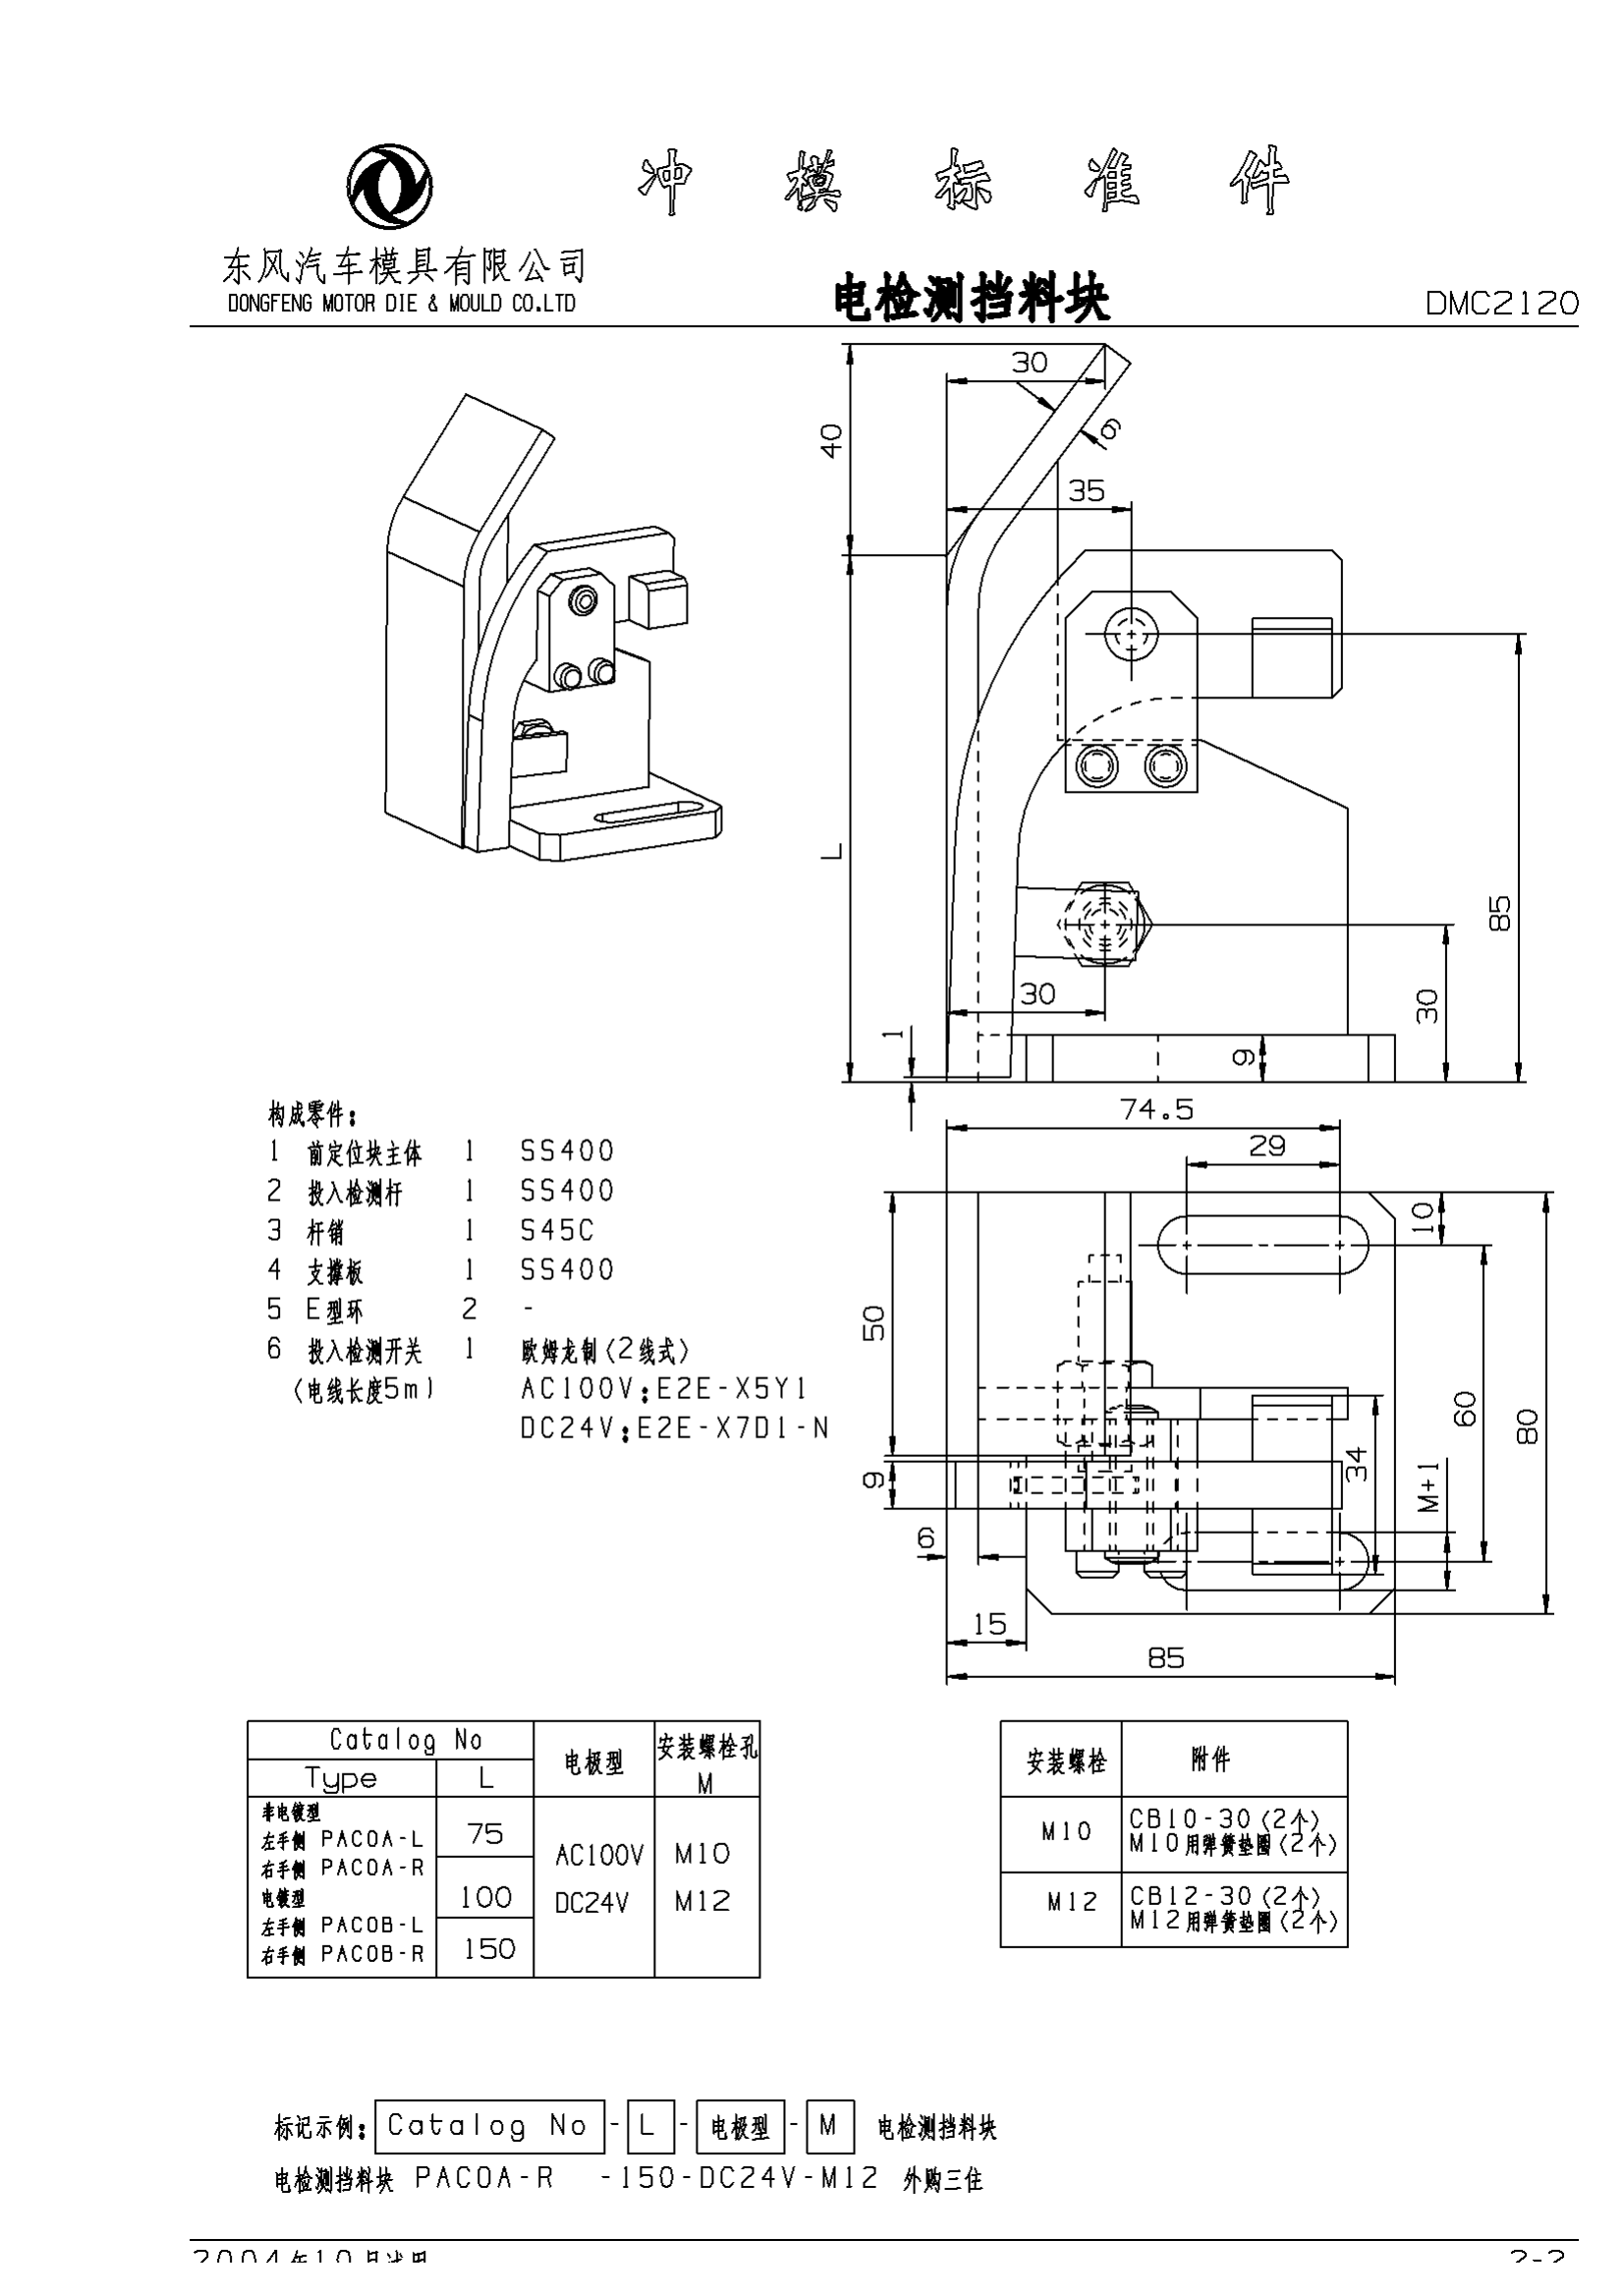 冲 模 标 准 件
东风汽车模具有限公司
DONGFENG MOTOR DIE & MOULD CO.LTD
电检测挡料块
DMC2120
30
40
6
35
L
85
30
30
1
9
构成零件:
1 前定位块主体 1 SS400
2 投入检测杆 1 SS400
3 杆销 1 S45C
4 支撑板 1 SS400
5 E型环 2 -
6 投入检测开关 1 欧姆龙制(2线式)
(电线长度5m) AC100V:E2E-X5Y1
DC24V:E2E-X7D1-N
74.5
29
10
50
60
80
34
9
M+1
6
15
85
Catalog No 电极型 安装螺栓孔
Type L M
非电镀型
左手侧 PACOA-L 75
右手侧 PACOA-R AC100V M10
电镀型 100 DC24V M12
左手侧 PACOB-L
右手侧 PACOB-R 150
安装螺栓 附件
M10 CB10-30(2个)
M10用弹簧垫圈(2个)
M12 CB12-30(2个)
M12用弹簧垫圈(2个)
标记示例: Catalog No - L - 电极型 - M 电检测挡料块
电检测挡料块 PACOA-R -150-DC24V-M12 外购三住